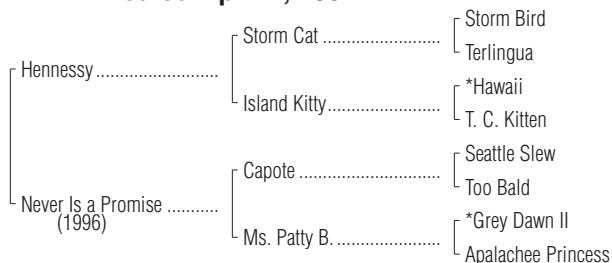 Hennessy
Never Is a Promise
(1996)
Storm Cat
Island Kitty
Capote
Ms. Patty B.
Storm Bird
Terlingua
*Hawaii
T. C. Kitten
Seattle Slew
Too Bald
*Grey Dawn II
Apalachee Princess